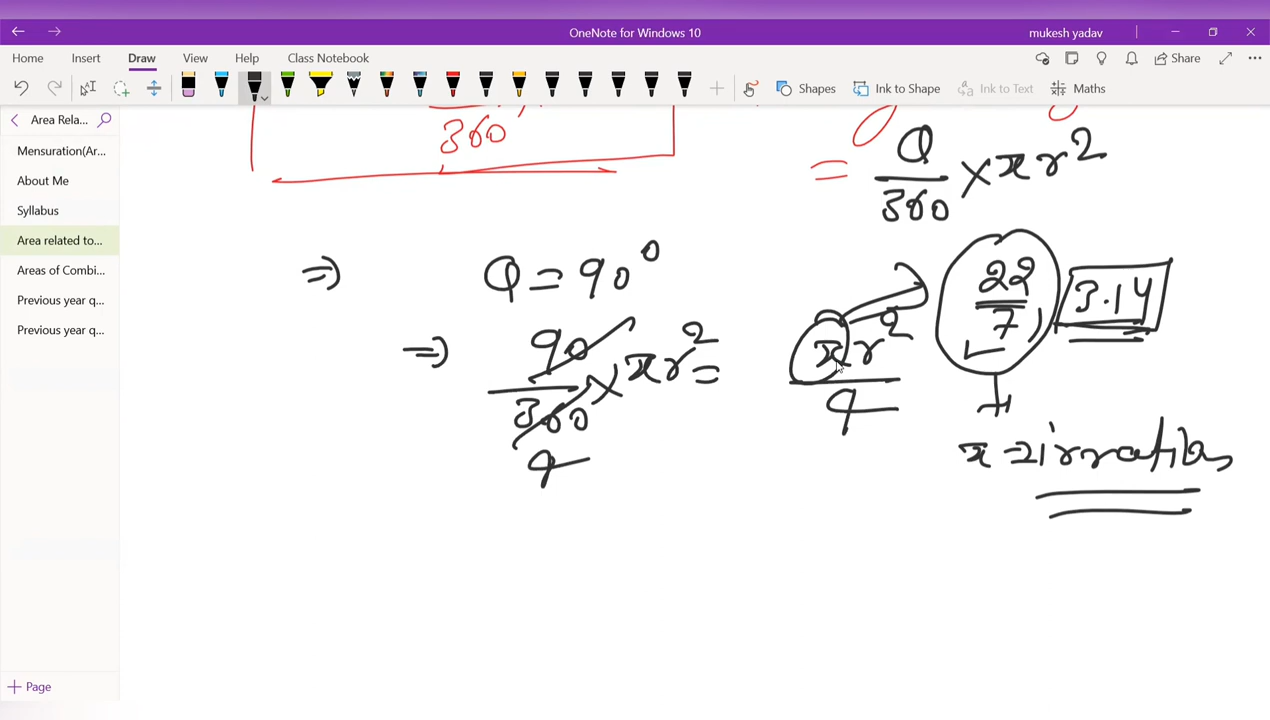 OneNote for Windows 10
mukesh yadav
Home Insert Draw View Help Class Notebook
Share
Shapes Ink to Shape Ink to Text Maths
Area Rela...
Mensuration(Ar...
About Me
Syllabus
Area related to...
Areas of Combi...
Previous year q...
Previous year q...
Page
360
= θ/360 × πr²
⇒ θ = 90°
⇒ 90/360 × πr² = πr²/4
4
22/7, 3.14